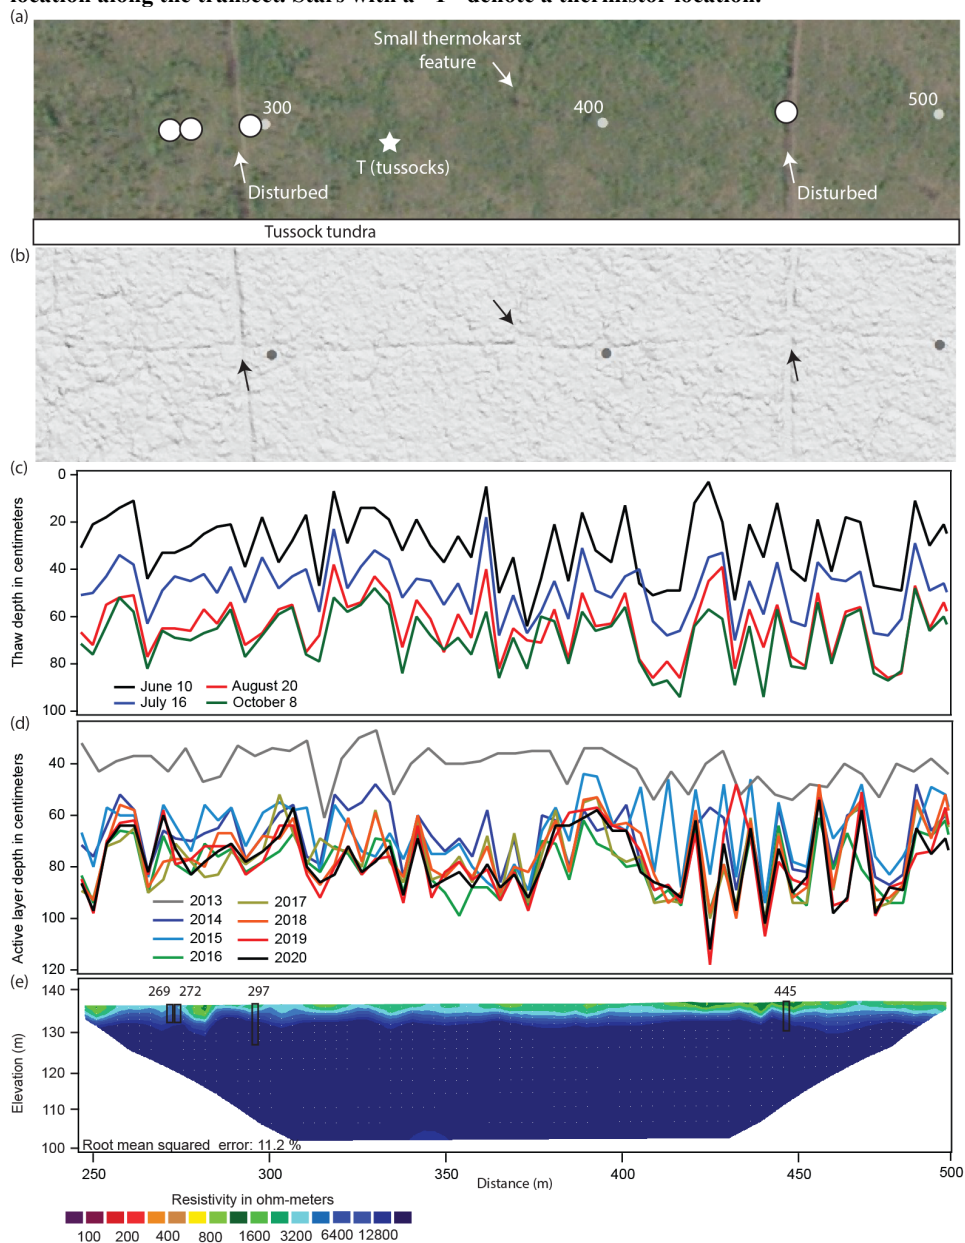 location along the transect. Stars with a "T" denote a thermistor location.
(a)
Small thermokarst
feature
300
400
500
T (tussocks)
Disturbed
Disturbed
Tussock tundra
(b)
(c)
Thaw depth in centimeters
0
20
40
60
80
100
June 10
August 20
July 16
October 8
(d)
Active layer depth in centimeters
40
60
80
100
120
2013
2017
2014
2018
2015
2019
2016
2020
(e)
Elevation (m)
140
130
120
110
100
269
272
297
445
Root mean squared error: 11.2 %
250
300
350
400
450
500
Distance (m)
Resistivity in ohm-meters
100
200
400
800
1600
3200
6400
12800